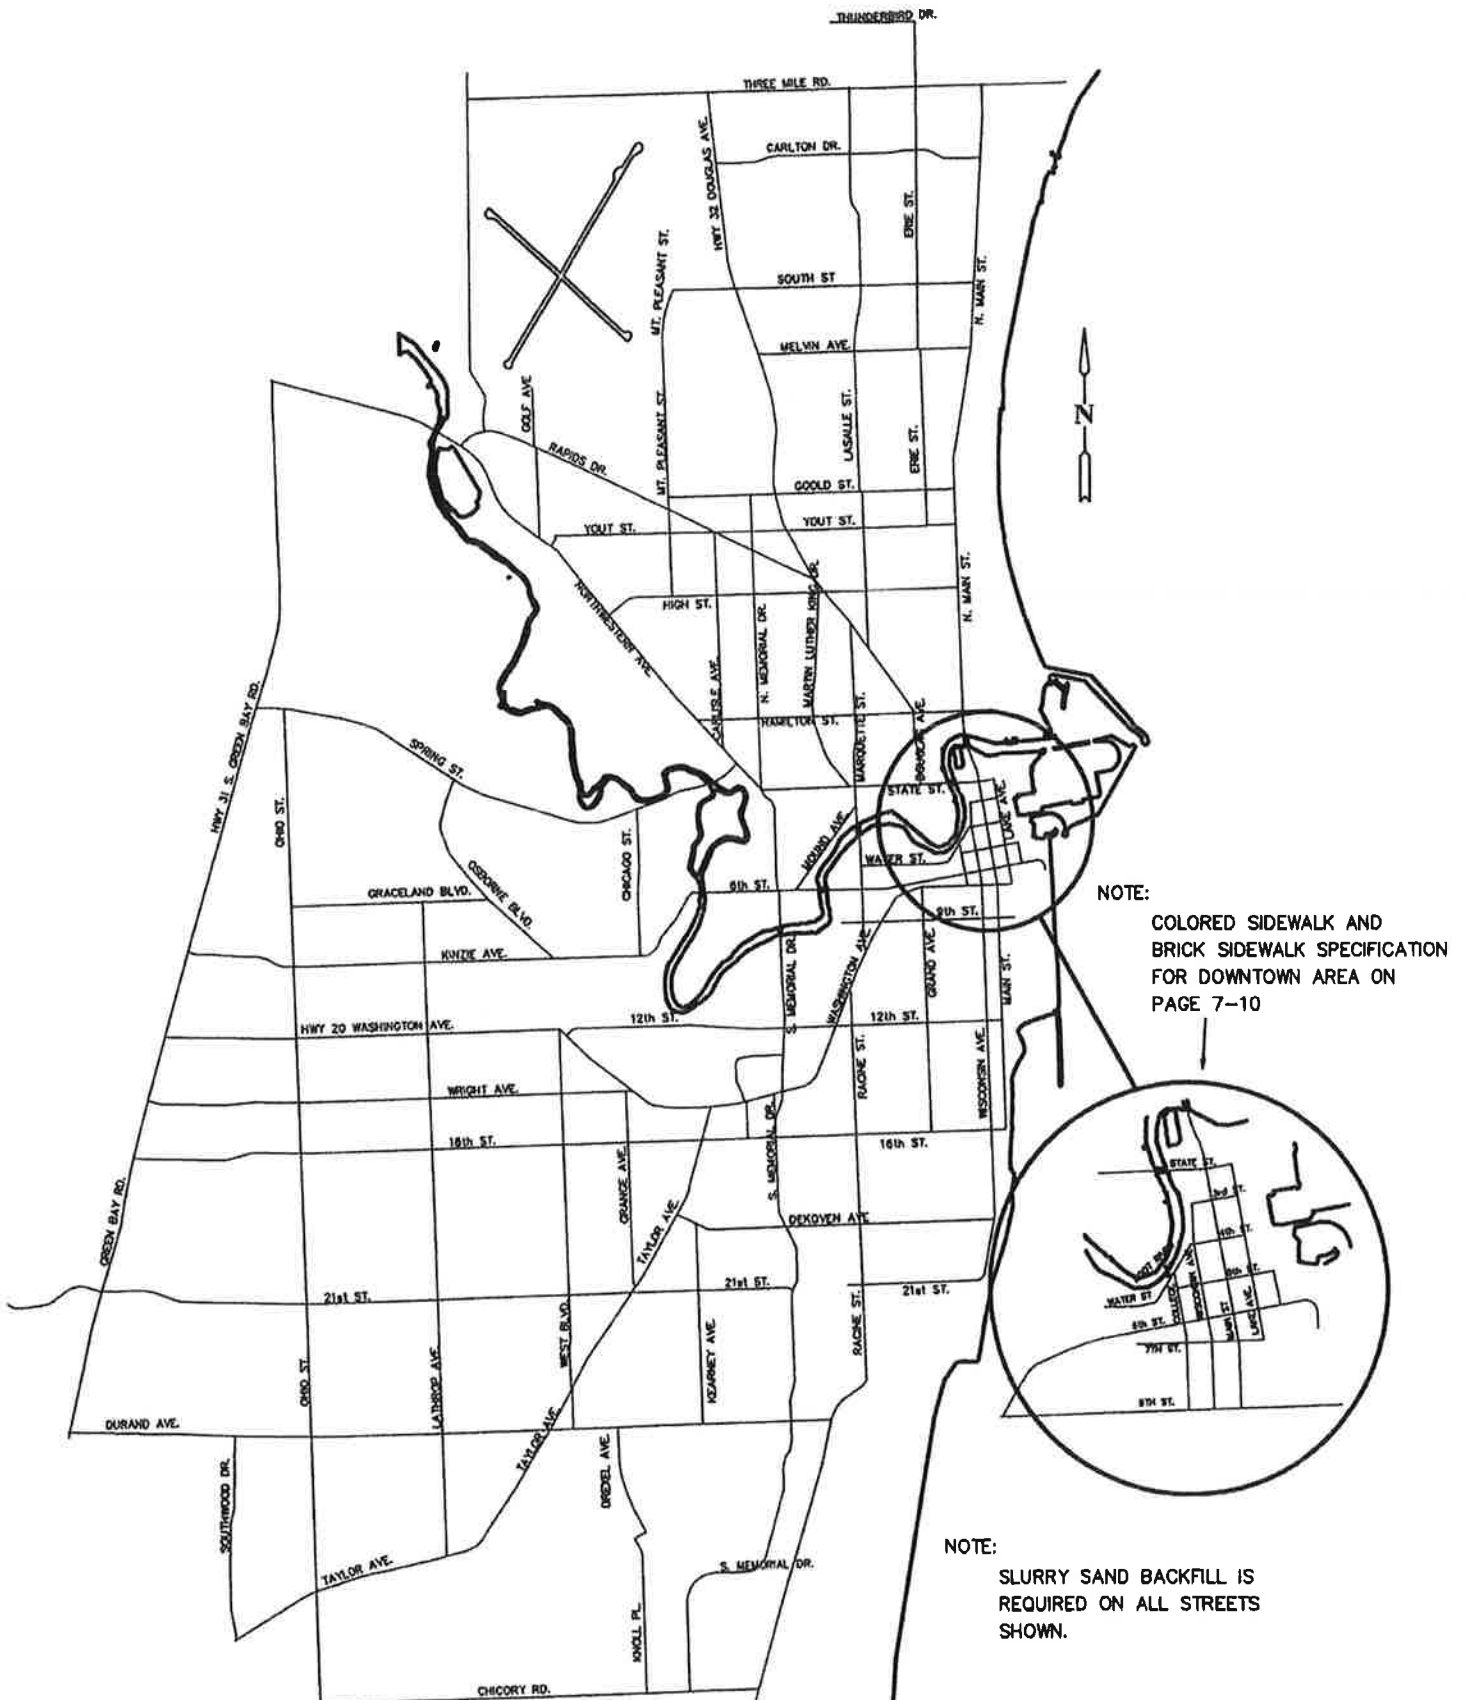 THUNDERBIRD DR.
THREE MILE RD.
HWY 32 DOUGLAS AVE.
CARLTON DR.
ERIE ST.
MT. PLEASANT ST.
SOUTH ST
N. MAIN ST.
MELVIN AVE.
GOLF AVE
MT. PLEASANT ST.
LASALLE ST.
ERIE ST.
N
RAPIDS DR.
GOOLD ST.
YOUT ST.
YOUT ST.
NORTHWESTERN AVE.
HIGH ST.
N. MEMORIAL DR.
MARTIN LUTHER KING DR.
N. MAIN ST.
CARLISLE AVE.
HAMILTON ST.
MARQUETTE ST.
DOUGLAS AVE.
HWY 31 S. GREEN BAY RD.
SPRING ST.
STATE ST.
LAKE AVE.
OHIO ST.
CHICAGO ST.
MOUND AVE.
WATER ST.
OSBORNE BLVD.
GRACELAND BLVD.
6th ST.
9th ST.
NOTE:
COLORED SIDEWALK AND
BRICK SIDEWALK SPECIFICATION
FOR DOWNTOWN AREA ON
PAGE 7-10
KINZIE AVE.
S. MEMORIAL DR.
WASHINGTON AVE.
GRAND AVE.
MAIN ST.
HWY 20 WASHINGTON AVE.
12th ST.
12th ST.
RACINE ST.
WISCONSIN AVE.
WRIGHT AVE.
16th ST.
16th ST.
S. MEMORIAL DR.
GRANGE AVE.
GREEN BAY RD.
TAYLOR AVE.
DEKOVEN AVE
STATE ST.
3rd ST.
4th ST.
ROOT RIVER
WISCONSIN AVE.
WATER ST
COLLEGE
6th ST.
MAIN ST
LAKE AVE.
7TH ST.
8TH ST.
21st ST.
21st ST.
21st ST.
WEST BLVD.
KEARNEY AVE.
RACINE ST.
OHIO ST.
LATHROP AVE.
DURAND AVE.
TAYLOR AVE.
DREXEL AVE.
SOUTHWOOD DR.
TAYLOR AVE.
S. MEMORIAL DR.
KNOLL PL.
CHICORY RD.
NOTE:
SLURRY SAND BACKFILL IS
REQUIRED ON ALL STREETS
SHOWN.